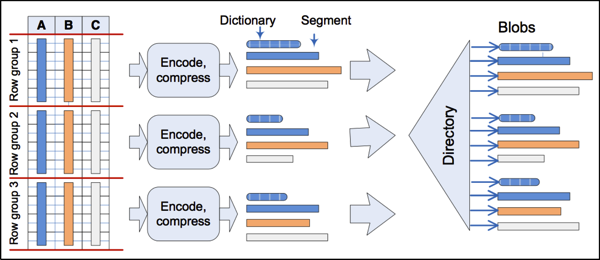 Dictionary
Segment
Blobs
A B C
Row group 1
Encode,
compress
Row group 2
Encode,
compress
Directory
Row group 3
Encode,
compress